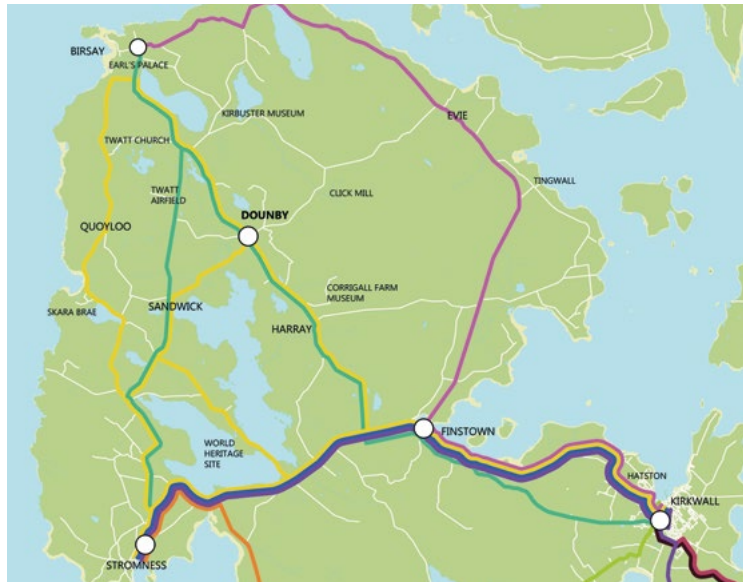 BIRSAY
EARL'S PALACE
KIRBUSTER MUSEUM
EVIE
TWATT CHURCH
TINGWALL
TWATT
AIRFIELD
CLICK MILL
DOUNBY
QUOYLOO
CORRIGALL FARM
MUSEUM
SANDWICK
SKARA BRAE
HARRAY
FINSTOWN
WORLD
HERITAGE
SITE
HATSTON
KIRKWALL
STROMNESS